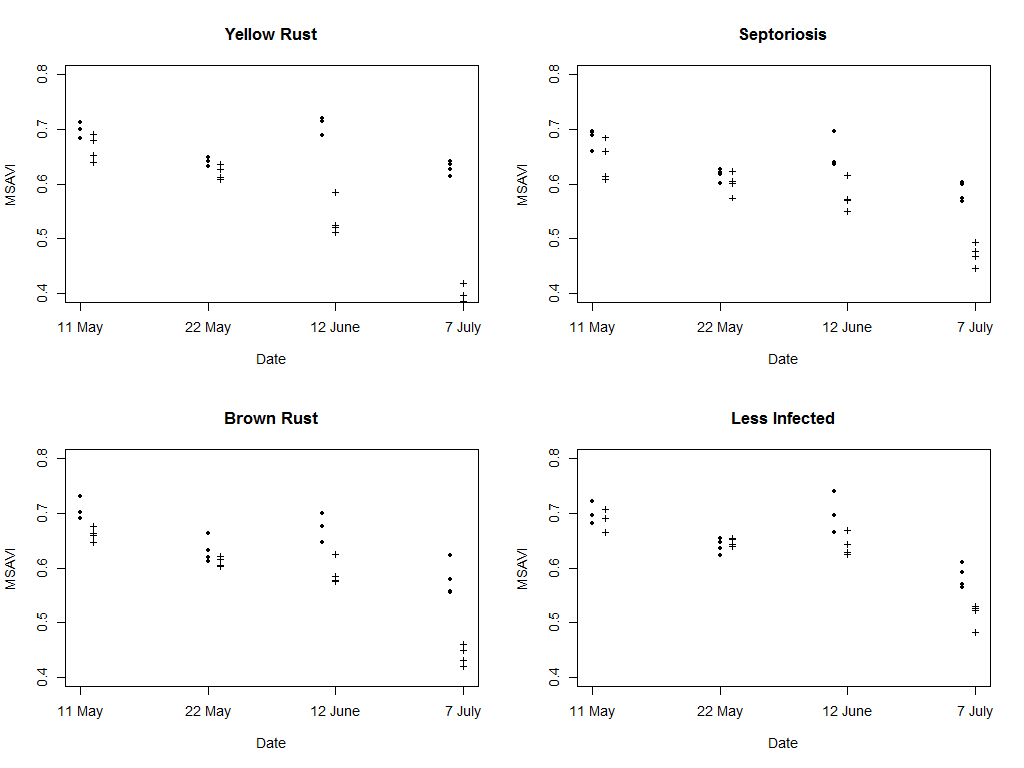 Yellow Rust
MSAVI
0.8
0.7
0.6
0.5
0.4
11 May 22 May 12 June 7 July
Date
Septoriosis
MSAVI
0.8
0.7
0.6
0.5
0.4
11 May 22 May 12 June 7 July
Date
Brown Rust
MSAVI
0.8
0.7
0.6
0.5
0.4
11 May 22 May 12 June 7 July
Date
Less Infected
MSAVI
0.8
0.7
0.6
0.5
0.4
11 May 22 May 12 June 7 July
Date